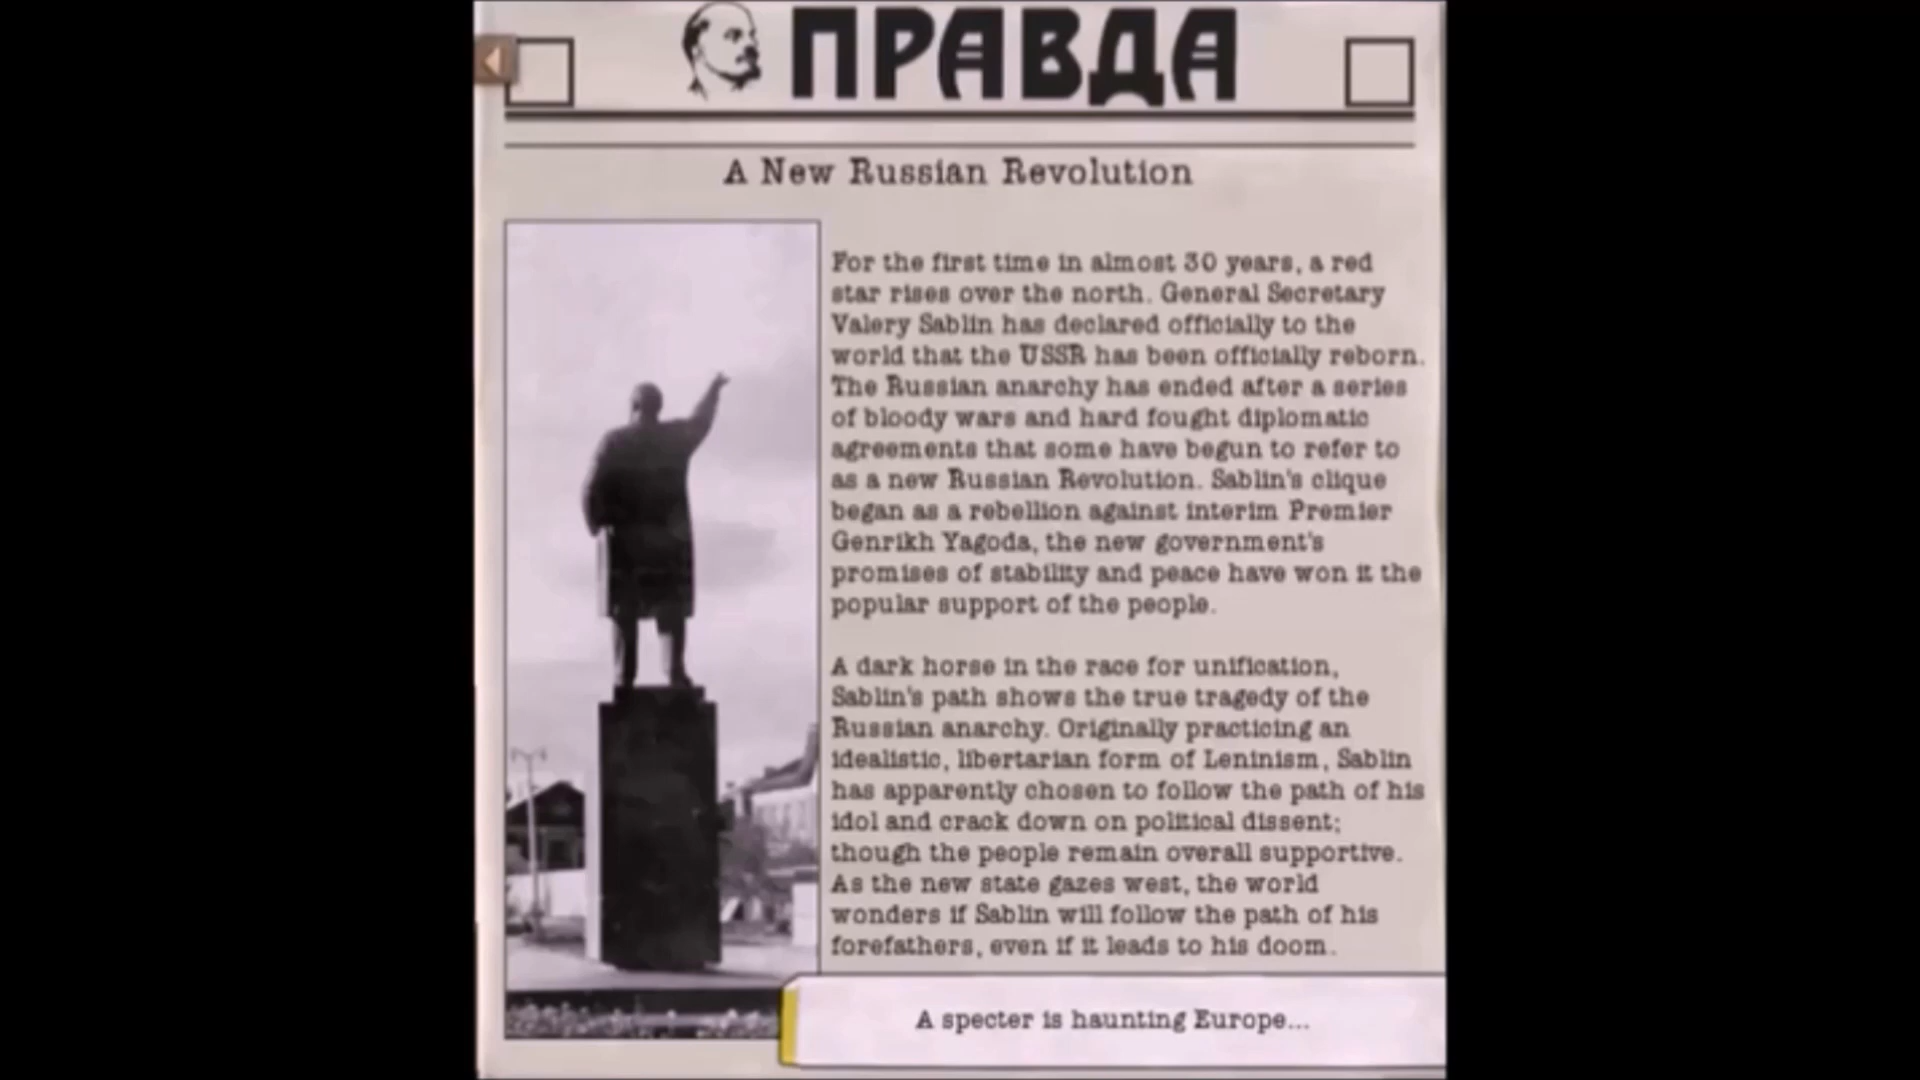 ПРАВДА
A New Russian Revolution
For the first time in almost 30 years, a red
star rises over the north. General Secretary
Valery Sablin has declared officially to the
world that the USSR has been officially reborn.
The Russian anarchy has ended after a series
of bloody wars and hard fought diplomatic
agreements that some have begun to refer to
as a new Russian Revolution. Sablin's clique
began as a rebellion against interim Premier
Genrikh Yagoda, the new government's
promises of stability and peace have won it the
popular support of the people.
A dark horse in the race for unification,
Sablin's path shows the true tragedy of the
Russian anarchy. Originally practicing an
idealistic, libertarian form of Leninism, Sablin
has apparently chosen to follow the path of his
idol and crack down on political dissent;
though the people remain overall supportive.
As the new state gazes west, the world
wonders if Sablin will follow the path of his
forefathers, even if it leads to his doom.
A specter is haunting Europe...